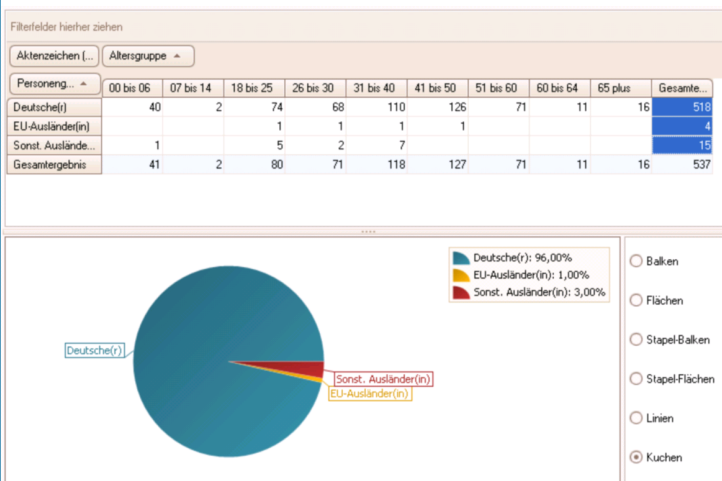 Filterfelder hierher ziehen
Aktenzeichen (... Altersgruppe
Personeng... 00 bis 06 07 bis 14 18 bis 25 26 bis 30 31 bis 40 41 bis 50 51 bis 60 60 bis 64 65 plus Gesamte...
Deutsche(r) 40 2 74 68 110 126 71 11 16 518
EU-Ausländer(in) 1 1 1 1 4
Sonst. Auslände... 1 5 2 7 15
Gesamtergebnis 41 2 80 71 118 127 71 11 16 537
Deutsche(r): 96,00%
EU-Ausländer(in): 1,00%
Sonst. Ausländer(in): 3,00%
Deutsche(r)
Sonst. Ausländer(in)
EU-Ausländer(in)
Balken
Flächen
Stapel-Balken
Stapel-Flächen
Linien
Kuchen